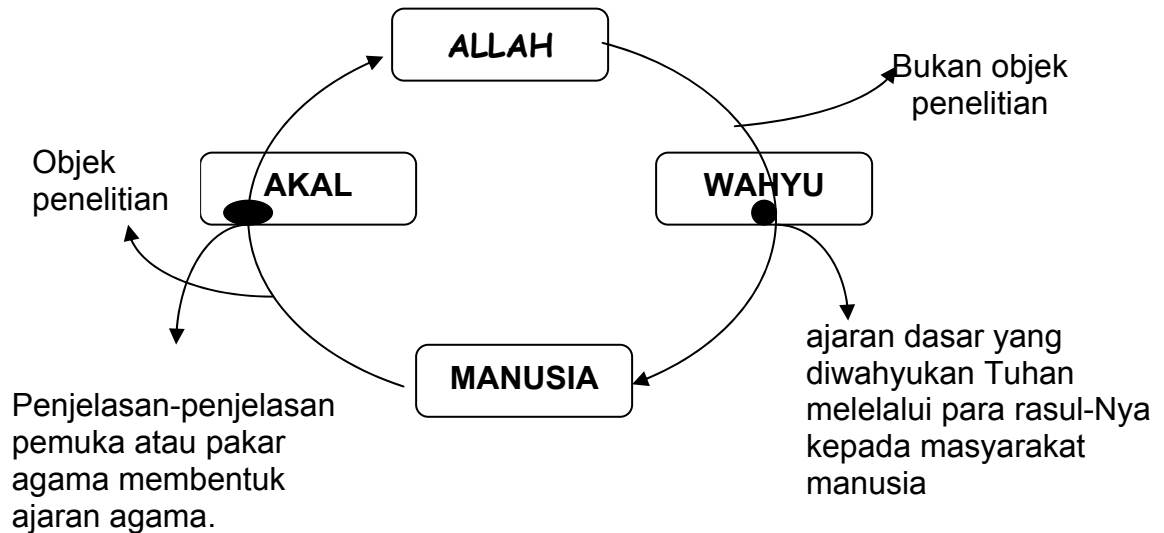 ALLAH
Bukan objek
penelitian
Objek
penelitian
AKAL
WAHYU
MANUSIA
ajaran dasar yang
diwahyukan Tuhan
melelalui para rasul-Nya
kepada masyarakat
manusia
Penjelasan-penjelasan
pemuka atau pakar
agama membentuk
ajaran agama.